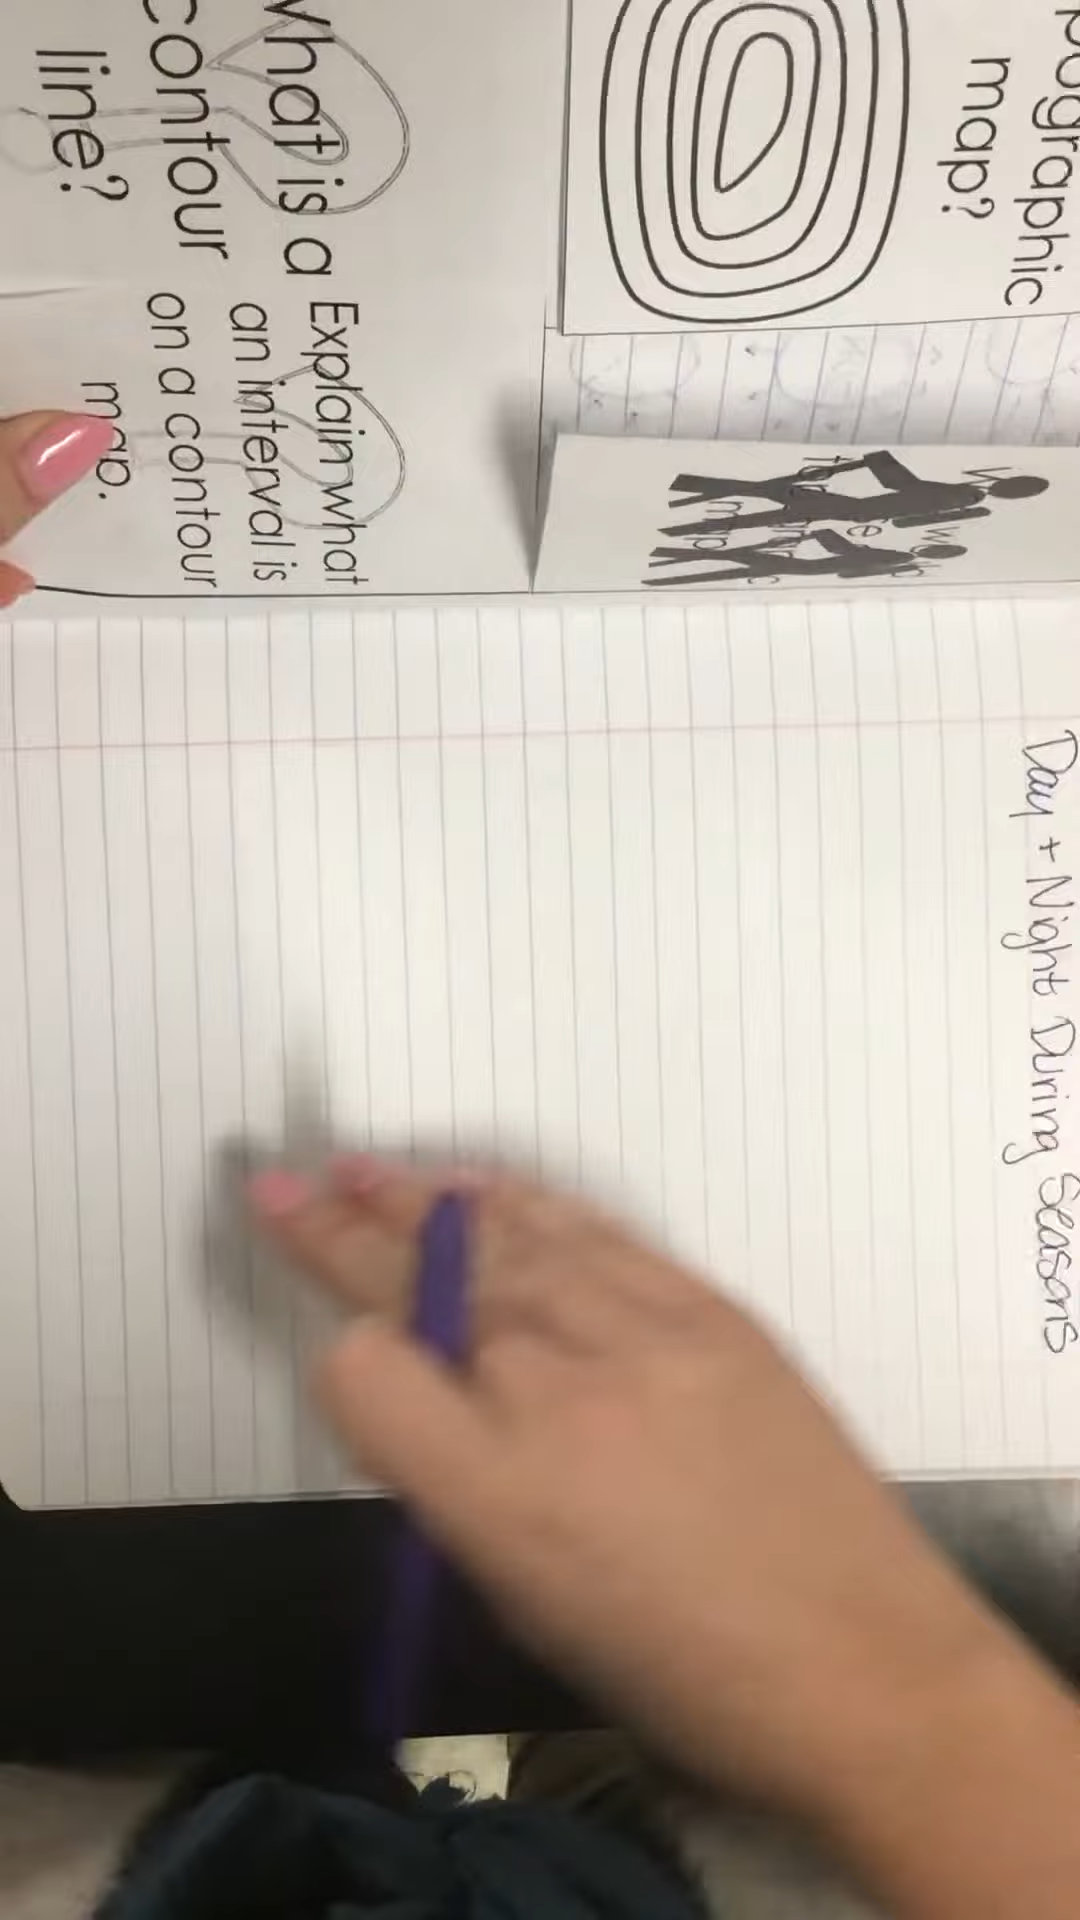 pographic
map?
What is a
contour
line?
Explain what
an interval is
on a contour
map.
Day + Night During Seasons